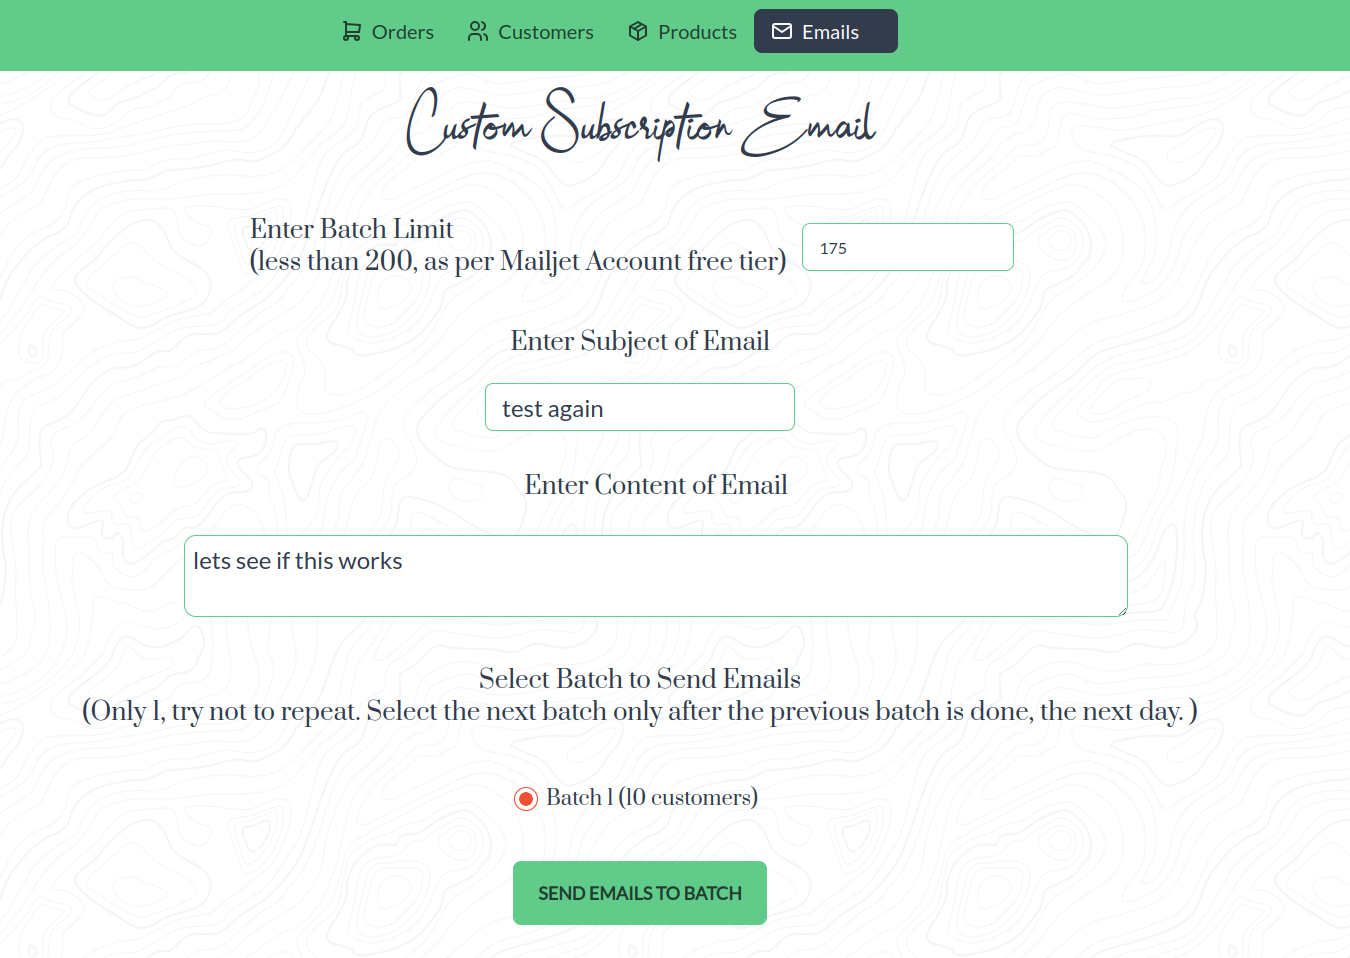 Orders Customers Products Emails
Custom Subscription Email
Enter Batch Limit
(less than 200, as per Mailjet Account free tier)
175
Enter Subject of Email
test again
Enter Content of Email
lets see if this works
Select Batch to Send Emails
(Only 1, try not to repeat. Select the next batch only after the previous batch is done, the next day. )
Batch 1 (10 customers)
SEND EMAILS TO BATCH